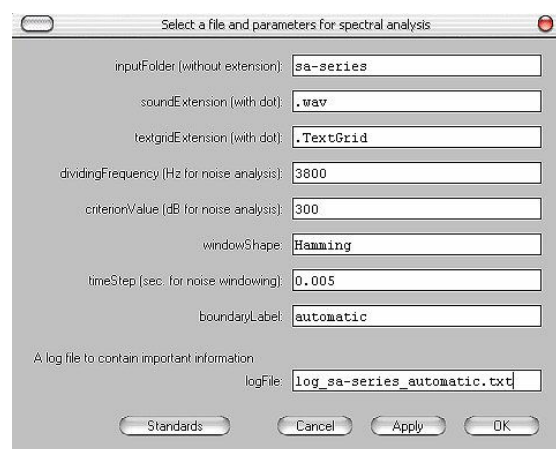 Select a file and parameters for spectral analysis
inputFolder (without extension): sa-series
soundExtension (with dot): .wav
textgridExtension (with dot): .TextGrid
dividingFrequency (Hz for noise analysis): 3800
criterionValue (dB for noise analysis): 300
windowShape: Hamming
timeStep (sec. for noise windowing): 0.005
boundaryLabel: automatic
A log file to contain important information
logFile: log_sa-series_automatic.txt
Standards Cancel Apply OK